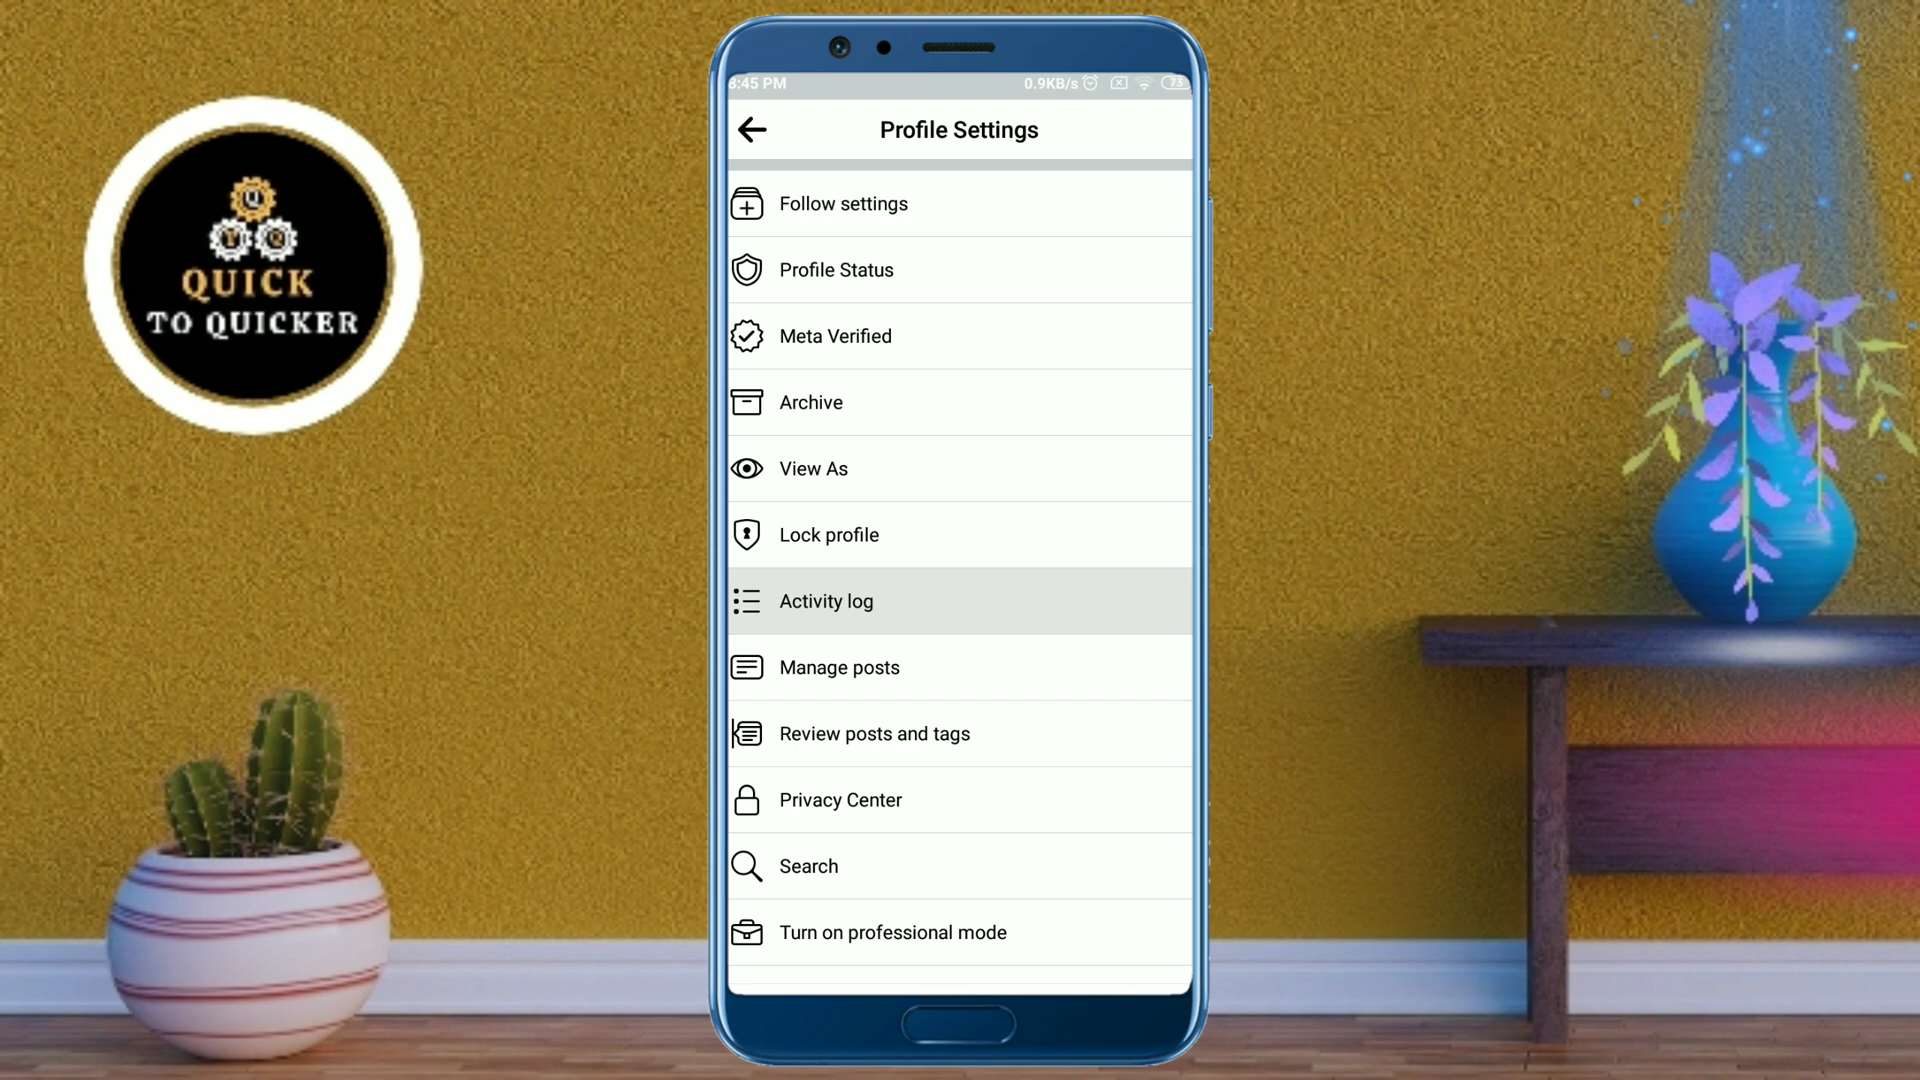 Q
Y Q
QUICK
TO QUICKER
8:45 PM
0.9KB/s 73
Profile Settings
Follow settings
Profile Status
Meta Verified
Archive
View As
Lock profile
Activity log
Manage posts
Review posts and tags
Privacy Center
Search
Turn on professional mode